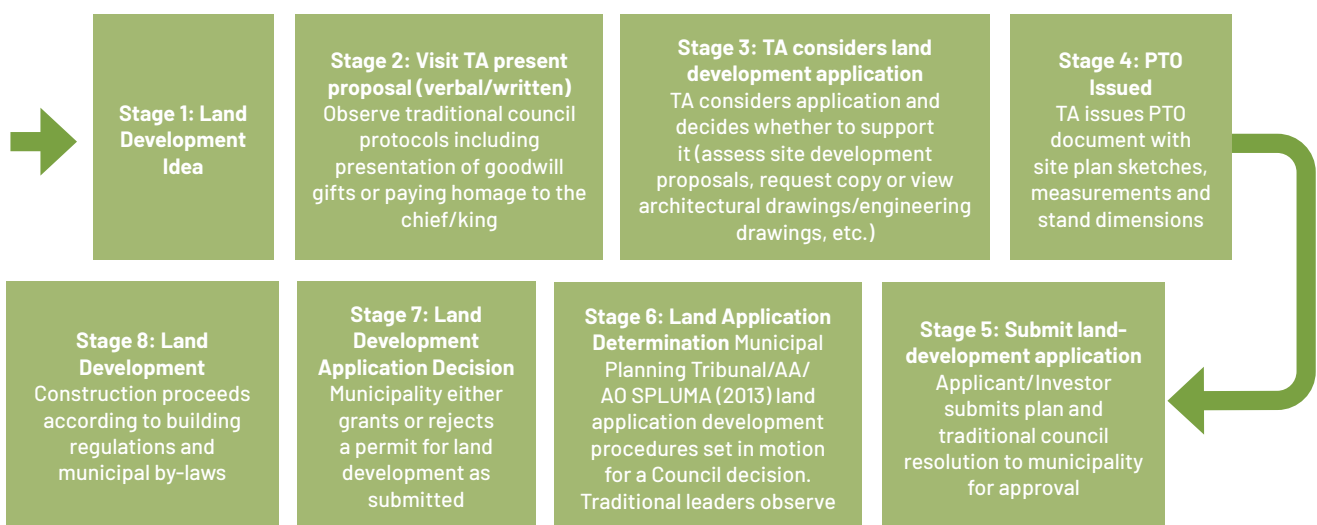 Stage 1: Land
Development
Idea
Stage 2: Visit TA present
proposal (verbal/written)
Observe traditional council
protocols including
presentation of goodwill
gifts or paying homage to the
chief/king
Stage 3: TA considers land
development application
TA considers application and
decides whether to support
it (assess site development
proposals, request copy or view
architectural drawings/engineering
drawings, etc.)
Stage 4: PTO
Issued
TA issues PTO
document with
site plan sketches,
measurements and
stand dimensions
Stage 5: Submit land-
development application
Applicant/Investor
submits plan and
traditional council
resolution to municipality
for approval
Stage 6: Land Application
Determination Municipal
Planning Tribunal/AA/
AO SPLUMA (2013) land
application development
procedures set in motion
for a Council decision.
Traditional leaders observe
Stage 7: Land
Development
Application Decision
Municipality either
grants or rejects
a permit for land
development as
submitted
Stage 8: Land
Development
Construction proceeds
according to building
regulations and
municipal by-laws